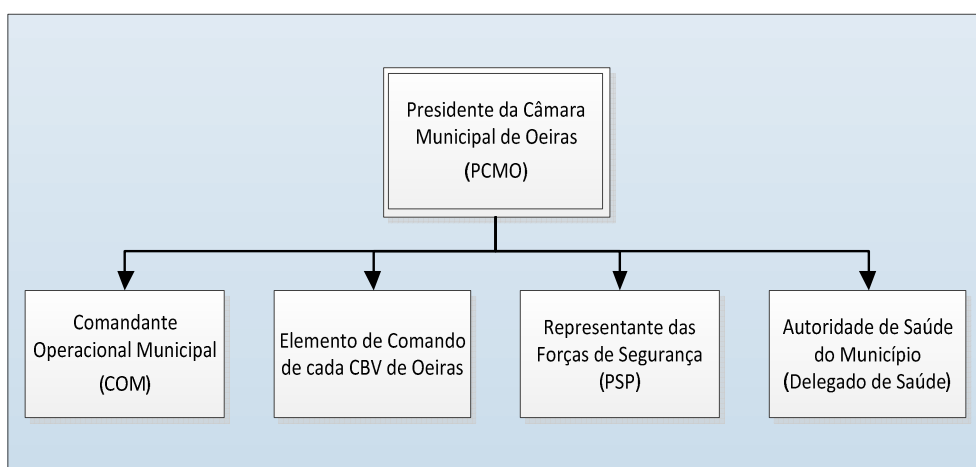 Presidente da Câmara
Municipal de Oeiras
(PCMO)
Comandante
Operacional Municipal
(COM)
Elemento de Comando
de cada CBV de Oeiras
Representante das
Forças de Segurança
(PSP)
Autoridade de Saúde
do Município
(Delegado de Saúde)